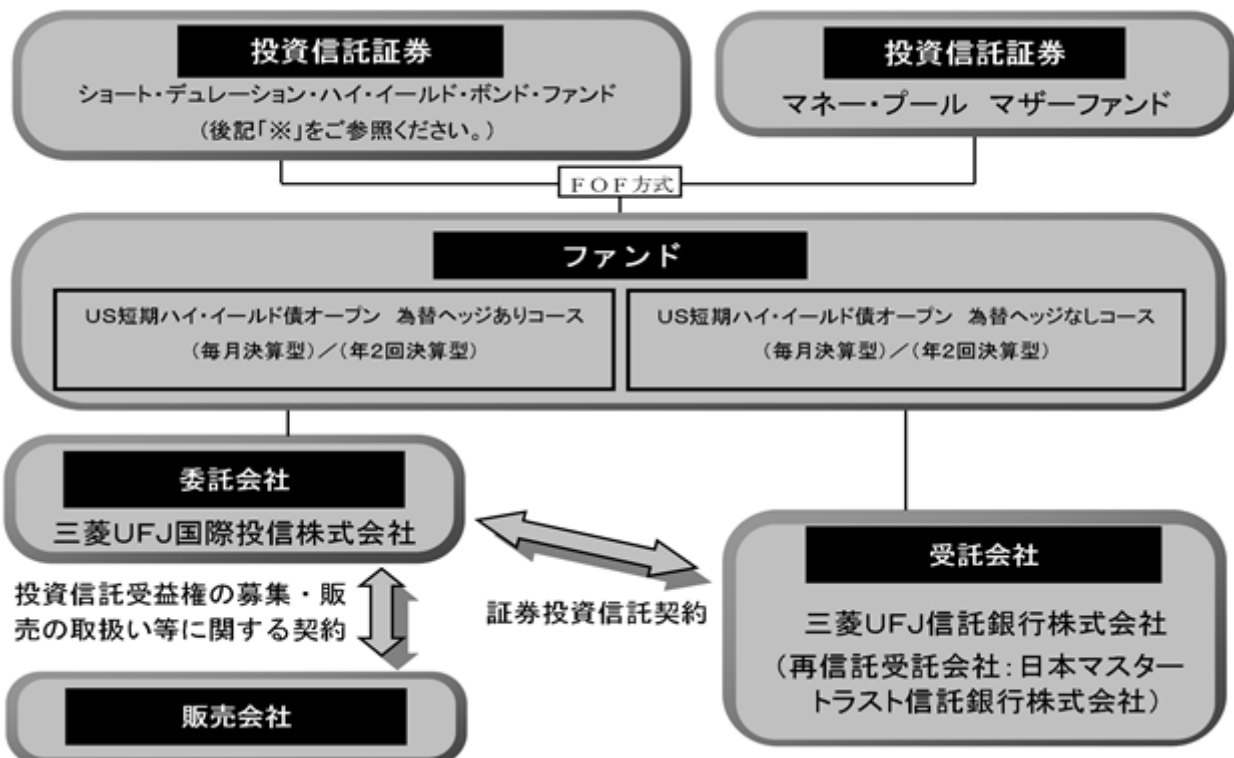 投資信託証券
ショート・デュレーション・ハイ・イールド・ボンド・ファンド
(後記「※」をご参照ください。)
投資信託証券
マネー・プール マザーファンド
FOF方式
ファンド
US短期ハイ・イールド債オープン 為替ヘッジありコース
(毎月決算型)/(年2回決算型)
US短期ハイ・イールド債オープン 為替ヘッジなしコース
(毎月決算型)/(年2回決算型)
委託会社
三菱UFJ国際投信株式会社
投資信託受益権の募集・販
売の取扱い等に関する契約
証券投資信託契約
受託会社
三菱UFJ信託銀行株式会社
(再信託受託会社:日本マスター
トラスト信託銀行株式会社)
販売会社